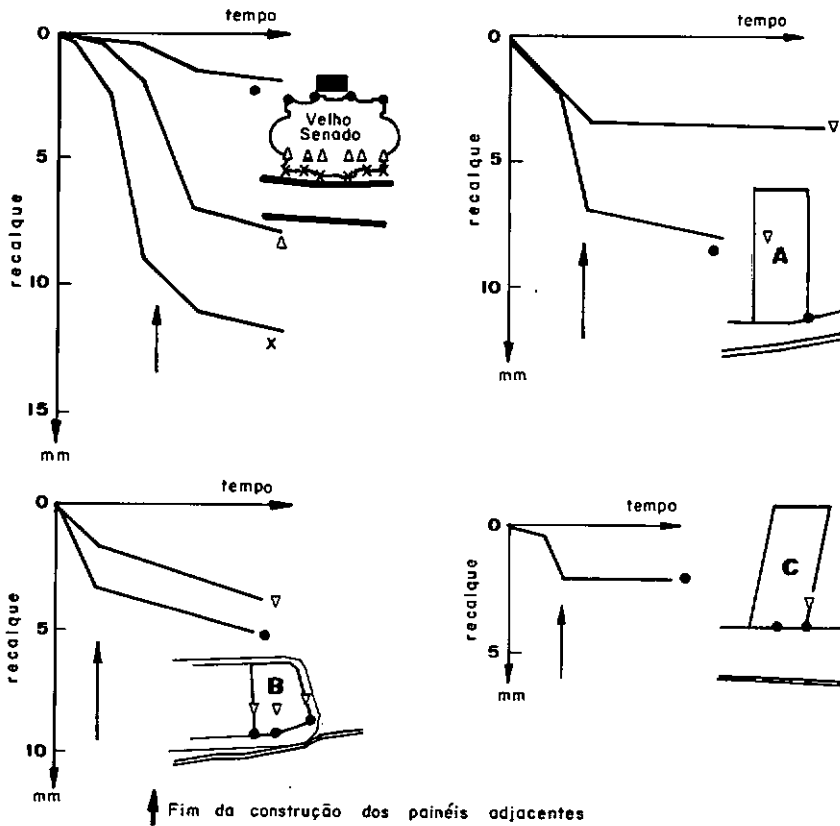 tempo
0
5
10
15
recalque
mm
Velho
Senado
tempo
0
5
10
recalque
mm
A
tempo
0
5
10
recalque
mm
B
tempo
0
5
recalque
mm
C
Fim da construção dos painéis adjacentes